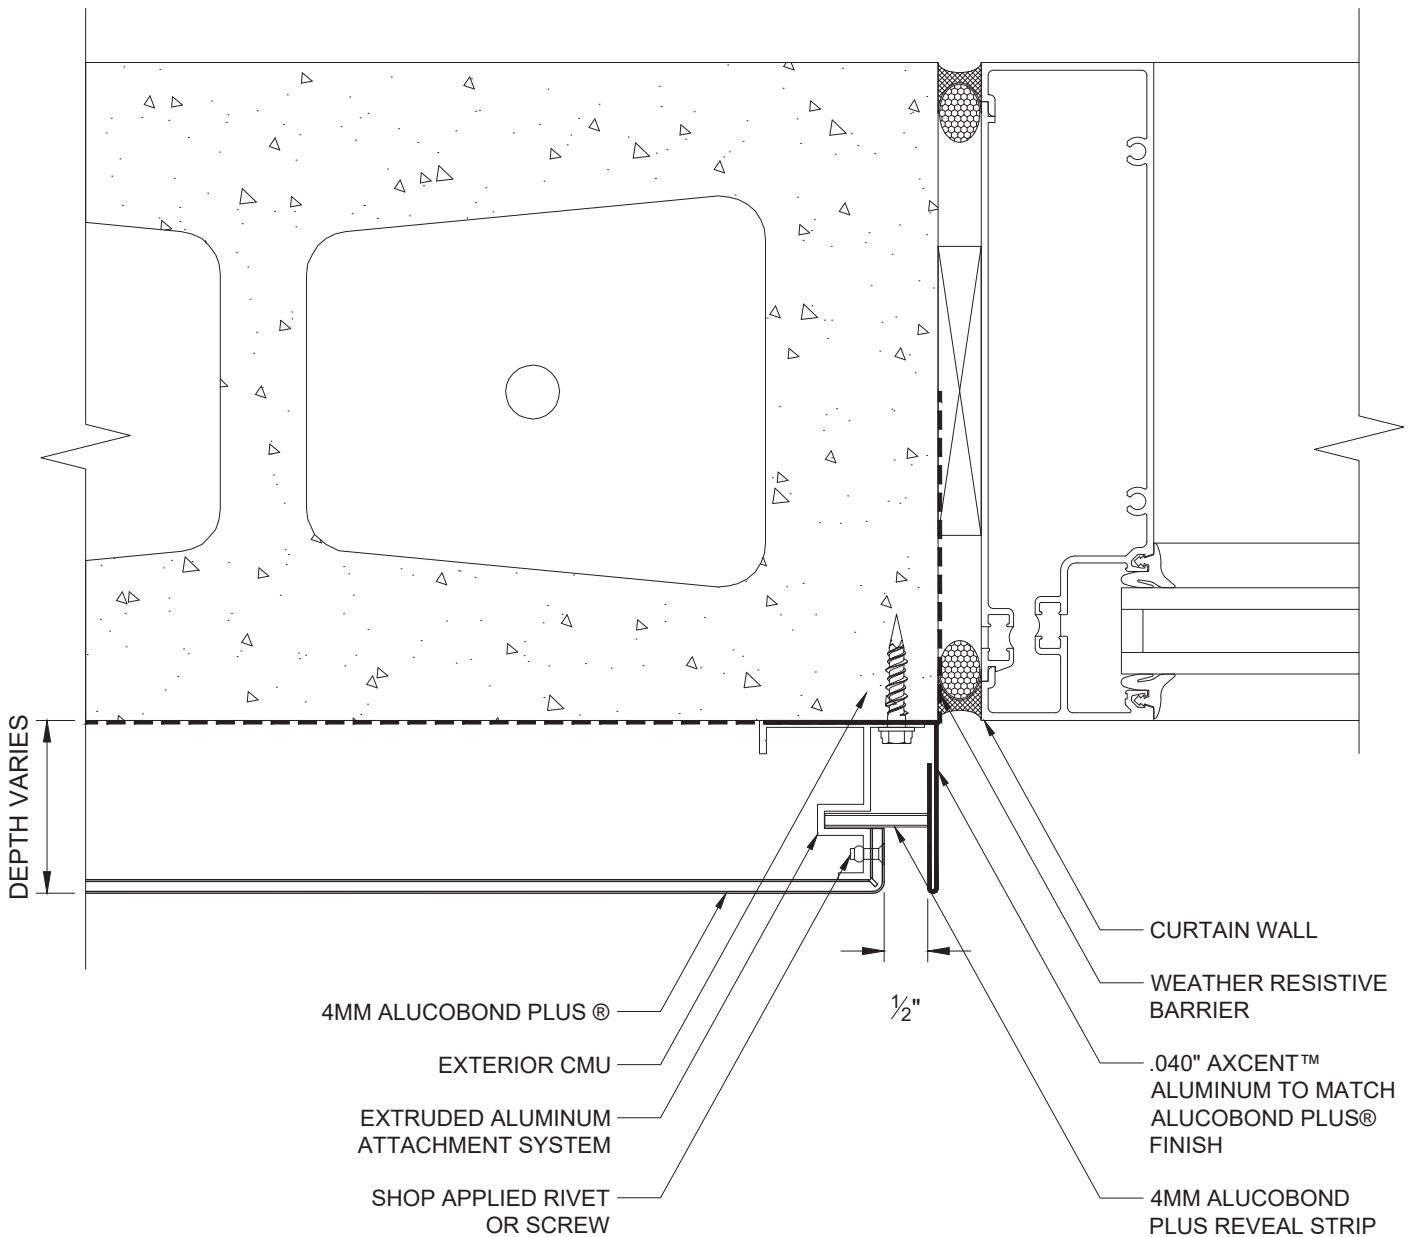 DEPTH VARIES
4MM ALUCOBOND PLUS ®
EXTERIOR CMU
EXTRUDED ALUMINUM
ATTACHMENT SYSTEM
SHOP APPLIED RIVET
OR SCREW
½"
CURTAIN WALL
WEATHER RESISTIVE
BARRIER
.040" AXCENT™
ALUMINUM TO MATCH
ALUCOBOND PLUS®
FINISH
4MM ALUCOBOND
PLUS REVEAL STRIP